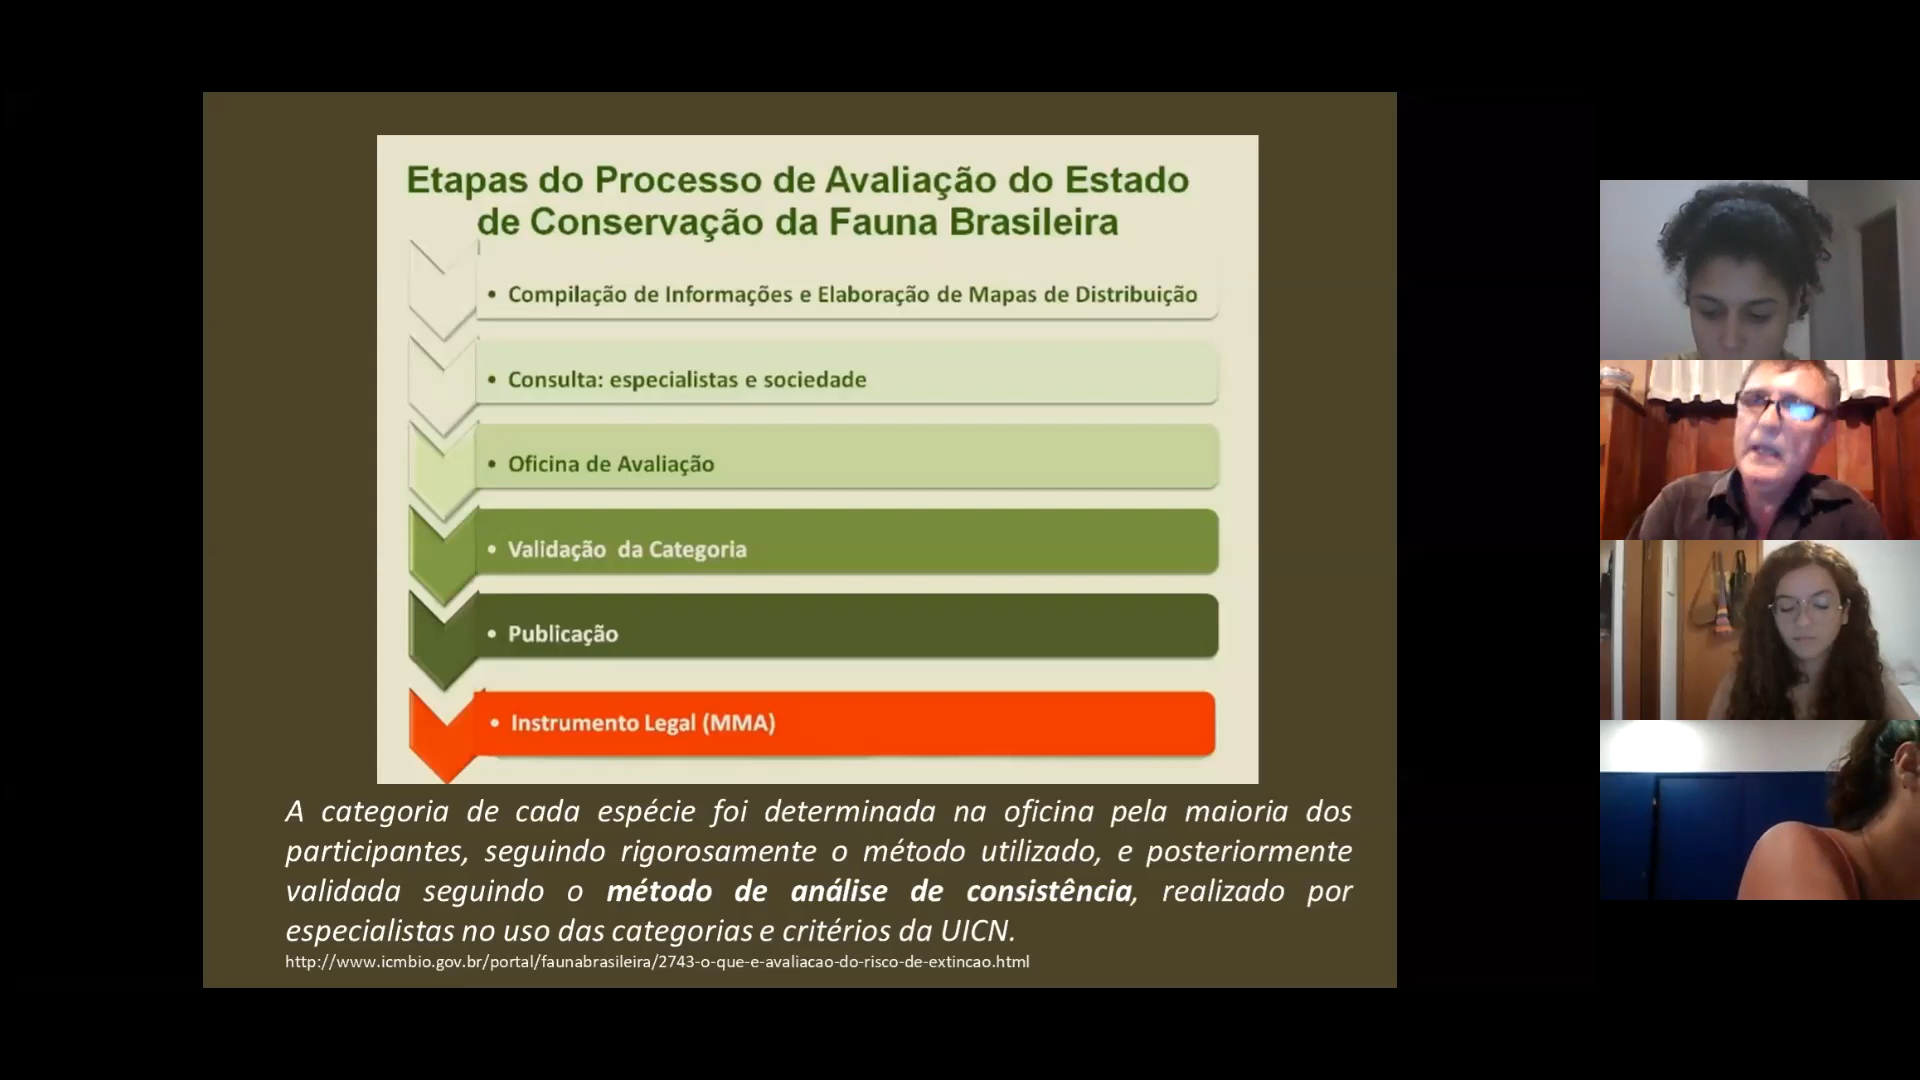 Etapas do Processo de Avaliação do Estado
de Conservação da Fauna Brasileira
• Compilação de Informações e Elaboração de Mapas de Distribuição
• Consulta: especialistas e sociedade
• Oficina de Avaliação
• Validação da Categoria
• Publicação
• Instrumento Legal (MMA)
A categoria de cada espécie foi determinada na oficina pela maioria dos
participantes, seguindo rigorosamente o método utilizado, e posteriormente
validada seguindo o método de análise de consistência, realizado por
especialistas no uso das categorias e critérios da UICN.
http://www.icmbio.gov.br/portal/faunabrasileira/2743-o-que-e-avaliacao-do-risco-de-extincao.html